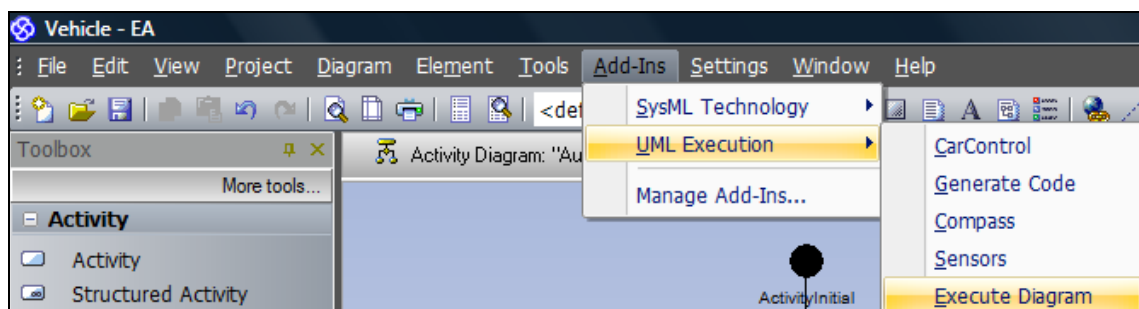 Vehicle - EA
File Edit View Project Diagram Element Tools Add-Ins Settings Window Help
<def
SysML Technology
UML Execution
Manage Add-Ins...
CarControl
Generate Code
Compass
Sensors
Execute Diagram
Toolbox
More tools...
Activity
Activity
Structured Activity
Activity Diagram: "Au
ActivityInitial